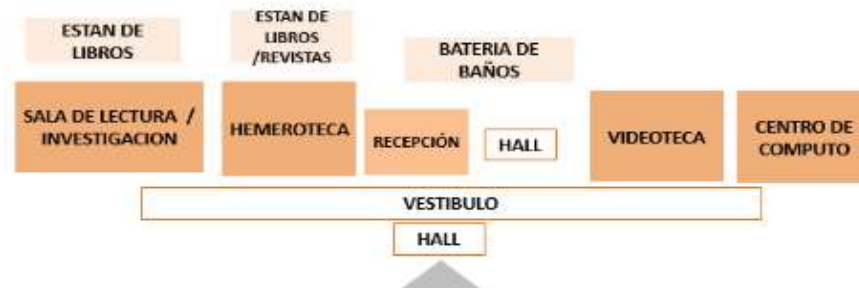 ESTAN DE
LIBROS
ESTAN DE
LIBROS
/REVISTAS
BATERIA DE
BAÑOS
SALA DE LECTURA /
INVESTIGACION
HEMEROTECA
RECEPCIÓN
HALL
VIDEOTECA
CENTRO DE
COMPUTO
VESTIBULO
HALL